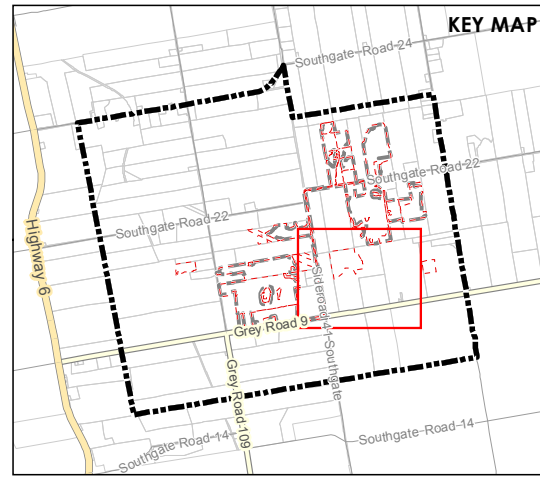 KEY MAP
Southgate-Road-24
Southgate-Road 22
Southgate-Road-22
Highway 6
Sideroad 41-Southgate
Grey Road 9
Grey-Road-109
Southgate-Road-14
Southgate-Road-14